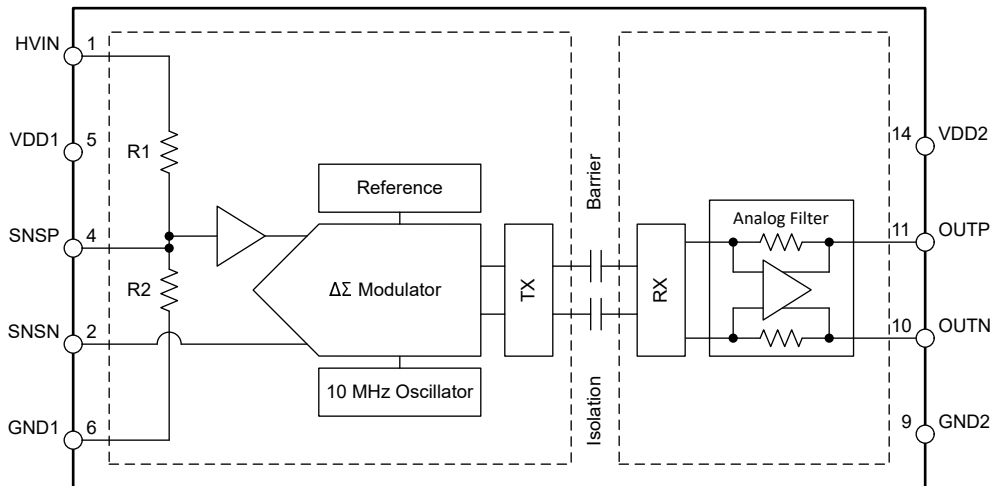 HVIN 1
VDD1 5
R1
14 VDD2
Reference
Barrier
Analog Filter
SNSP 4
11 OUTP
R2
ΔΣ Modulator
TX
RX
SNSN 2
10 OUTN
10 MHz Oscillator
Isolation
GND1 6
9 GND2